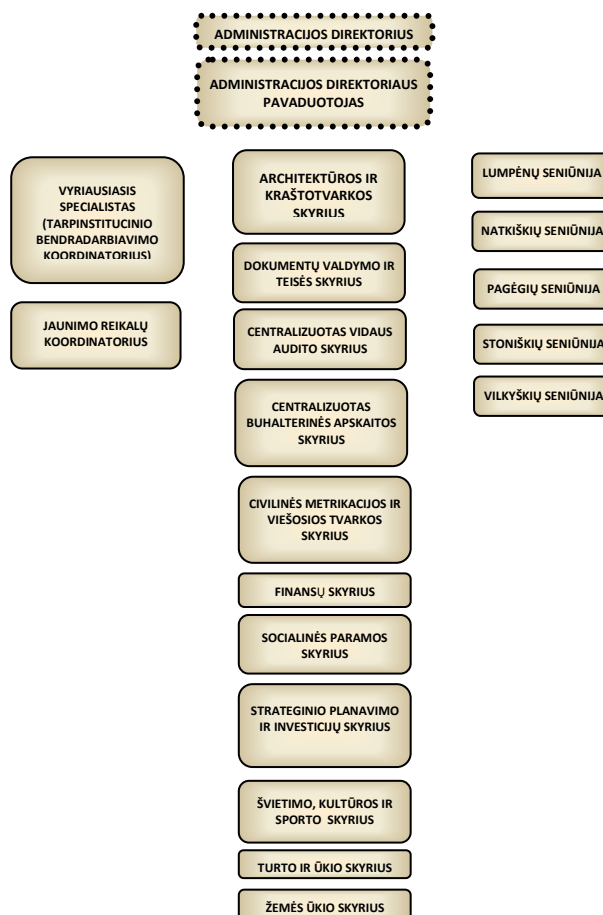 ADMINISTRACIJOS DIREKTORIUS
ADMINISTRACIJOS DIREKTORIAUS
PAVADUOTOJAS
VYRIAUSIASIS
SPECIALISTAS
(TARPINSTITUCINIO
BENDRADARBIAVIMO
KOORDINATORIUS)
JAUNIMO REIKALŲ
KOORDINATORIUS
ARCHITEKTŪROS IR
KRAŠTOTVARKOS
SKYRIUS
DOKUMENTŲ VALDYMO IR
TEISĖS SKYRIUS
CENTRALIZUOTAS VIDAUS
AUDITO SKYRIUS
CENTRALIZUOTAS
BUHALTERINĖS APSKAITOS
SKYRIUS
CIVILINĖS METRIKACIJOS IR
VIEŠOSIOS TVARKOS
SKYRIUS
FINANSŲ SKYRIUS
SOCIALINĖS PARAMOS
SKYRIUS
STRATEGINIO PLANAVIMO
IR INVESTICIJŲ SKYRIUS
ŠVIETIMO, KULTŪROS IR
SPORTO SKYRIUS
TURTO IR ŪKIO SKYRIUS
ŽEMĖS ŪKIO SKYRIUS
LUMPĖNŲ SENIŪNIJA
NATKIŠKIŲ SENIŪNIJA
PAGĖGIŲ SENIŪNIJA
STONIŠKIŲ SENIŪNIJA
VILKYŠKIŲ SENIŪNIJA